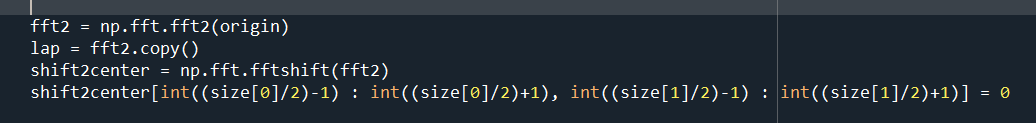 fft2 = np.fft.fft2(origin)
lap = fft2.copy()
shift2center = np.fft.fftshift(fft2)
shift2center[int((size[0]/2)-1) : int((size[0]/2)+1), int((size[1]/2)-1) : int((size[1]/2)+1)] = 0